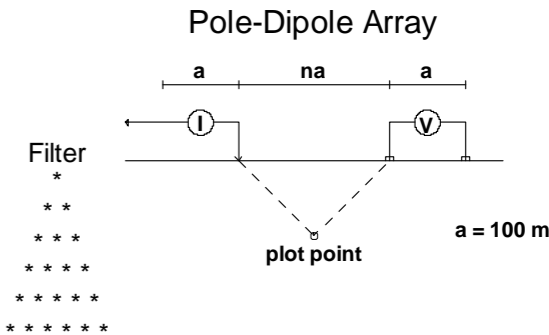 Pole-Dipole Array
a na a
I V
Filter
*
* *
* * *
* * * *
* * * * *
* * * * * *
a = 100 m
plot point